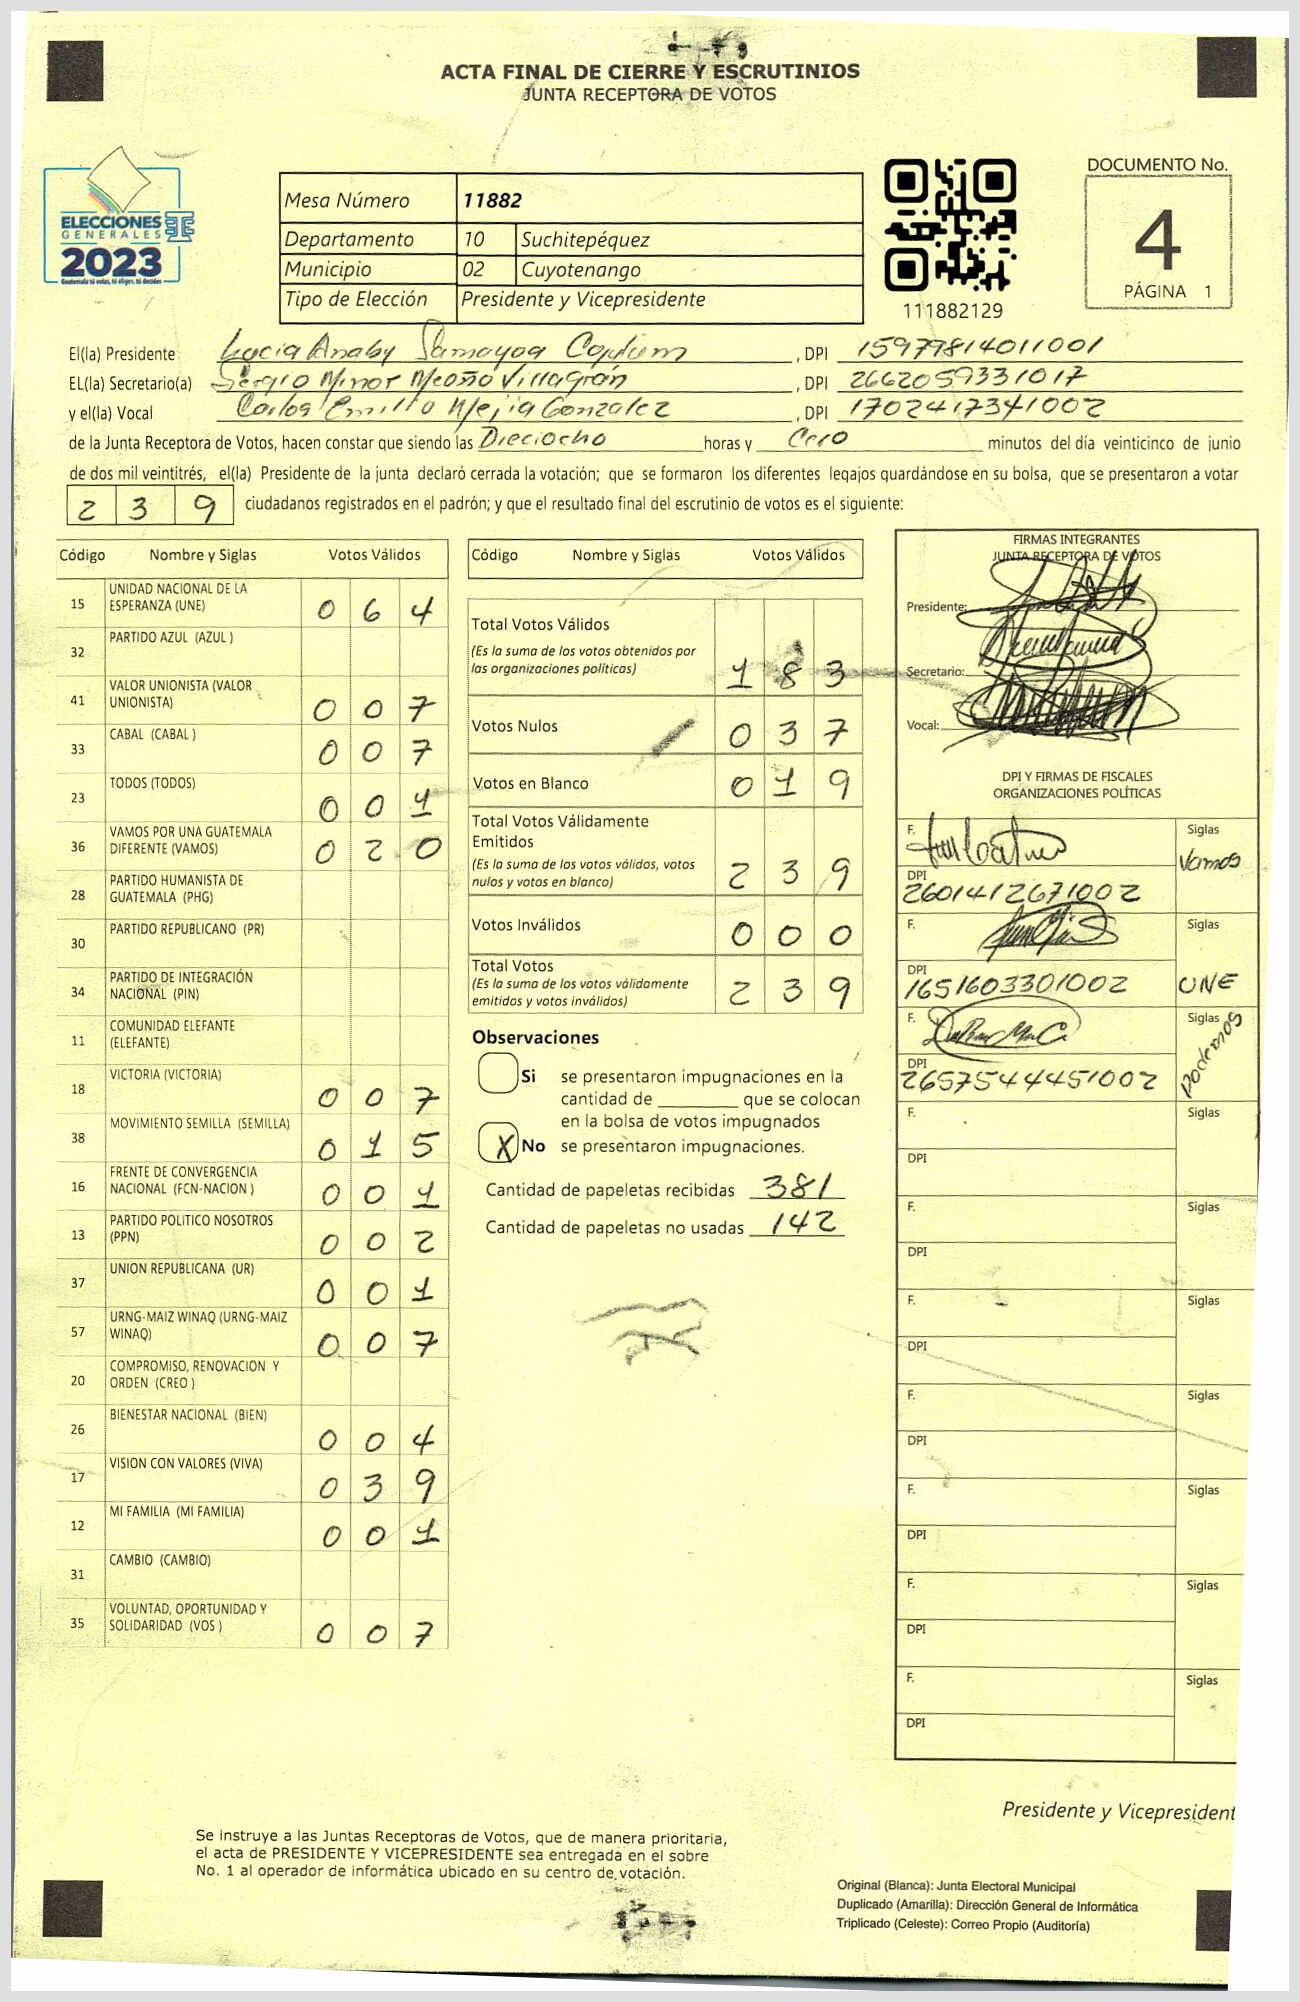 ACTA FINAL DE CIERRE Y ESCRUTINIOS
JUNTA RECEPTORA DE VOTOS
ELECCIONES
GENERALES
2023
Guatemala tú votas, tú eliges, tú decides
Mesa Número 11882
Departamento 10 Suchitepéquez
Municipio 02 Cuyotenango
Tipo de Elección Presidente y Vicepresidente
111882129
DOCUMENTO No.
4
PÁGINA 1
El(la) Presidente Lucía Anaby Samayoa , DPI 15979814011001
EL(la) Secretario(a) Sergio Minor Meoño Villagrán , DPI 2662059331017
y el(la) Vocal Carlos Emilio Mejia Gonzalez , DPI 1702417341002
de la Junta Receptora de Votos, hacen constar que siendo las Dieciocho horas y Cero minutos del día veinticinco de junio
de dos mil veintitrés, el(la) Presidente de la junta declaró cerrada la votación; que se formaron los diferentes legajos quardándose en su bolsa, que se presentaron a votar
2 3 9 ciudadanos registrados en el padrón; y que el resultado final del escrutinio de votos es el siguiente:
Código Nombre y Siglas Votos Válidos
15 UNIDAD NACIONAL DE LA
ESPERANZA (UNE) 0 6 4
32 PARTIDO AZUL (AZUL )
41 VALOR UNIONISTA (VALOR
UNIONISTA) 0 0 7
33 CABAL (CABAL ) 0 0 7
23 TODOS (TODOS) 0 0 1
36 VAMOS POR UNA GUATEMALA
DIFERENTE (VAMOS) 0 2 0
28 PARTIDO HUMANISTA DE
GUATEMALA (PHG)
30 PARTIDO REPUBLICANO (PR)
34 PARTIDO DE INTEGRACIÓN
NACIONAL (PIN)
11 COMUNIDAD ELEFANTE
(ELEFANTE)
18 VICTORIA (VICTORIA) 0 0 7
38 MOVIMIENTO SEMILLA (SEMILLA) 0 1 5
16 FRENTE DE CONVERGENCIA
NACIONAL (FCN-NACION ) 0 0 1
13 PARTIDO POLITICO NOSOTROS
(PPN) 0 0 2
37 UNION REPUBLICANA (UR) 0 0 1
57 URNG-MAIZ WINAQ (URNG-MAIZ
WINAQ) 0 0 7
20 COMPROMISO, RENOVACION Y
ORDEN (CREO )
26 BIENESTAR NACIONAL (BIEN) 0 0 4
17 VISION CON VALORES (VIVA) 0 3 9
12 MI FAMILIA (MI FAMILIA) 0 0 1
31 CAMBIO (CAMBIO)
35 VOLUNTAD, OPORTUNIDAD Y
SOLIDARIDAD (VOS ) 0 0 7
Código Nombre y Siglas Votos Válidos
Total Votos Válidos
(Es la suma de los votos obtenidos por
las organizaciones políticas) 1 8 3
Votos Nulos 0 3 7
Votos en Blanco 0 1 9
Total Votos Válidamente
Emitidos
(Es la suma de los votos válidos, votos
nulos y votos en blanco) 2 3 9
Votos Inválidos 0 0 0
Total Votos
(Es la suma de los votos válidamente
emitidos y votos inválidos) 2 3 9
Observaciones
Si se presentaron impugnaciones en la
cantidad de ________ que se colocan
en la bolsa de votos impugnados
X No se presentaron impugnaciones.
Cantidad de papeletas recibidas 381
Cantidad de papeletas no usadas 142
FIRMAS INTEGRANTES
JUNTA RECEPTORA DE VOTOS
Presidente:
Secretario:
Vocal:
DPI Y FIRMAS DE FISCALES
ORGANIZACIONES POLÍTICAS
F. Siglas
Vamos
DPI
2601412671002
F. Siglas
DPI
1651603301002 UNE
F. Siglas
Podemos
DPI
2657544451002
F. Siglas
DPI
F. Siglas
DPI
F. Siglas
DPI
F. Siglas
DPI
F. Siglas
DPI
F. Siglas
DPI
F. Siglas
DPI
Presidente y Vicepresident
Se instruye a las Juntas Receptoras de Votos, que de manera prioritaria,
el acta de PRESIDENTE Y VICEPRESIDENTE sea entregada en el sobre
No. 1 al operador de informática ubicado en su centro de votación.
Original (Blanca): Junta Electoral Municipal
Duplicado (Amarilla): Dirección General de Informática
Triplicado (Celeste): Correo Propio (Auditoría)